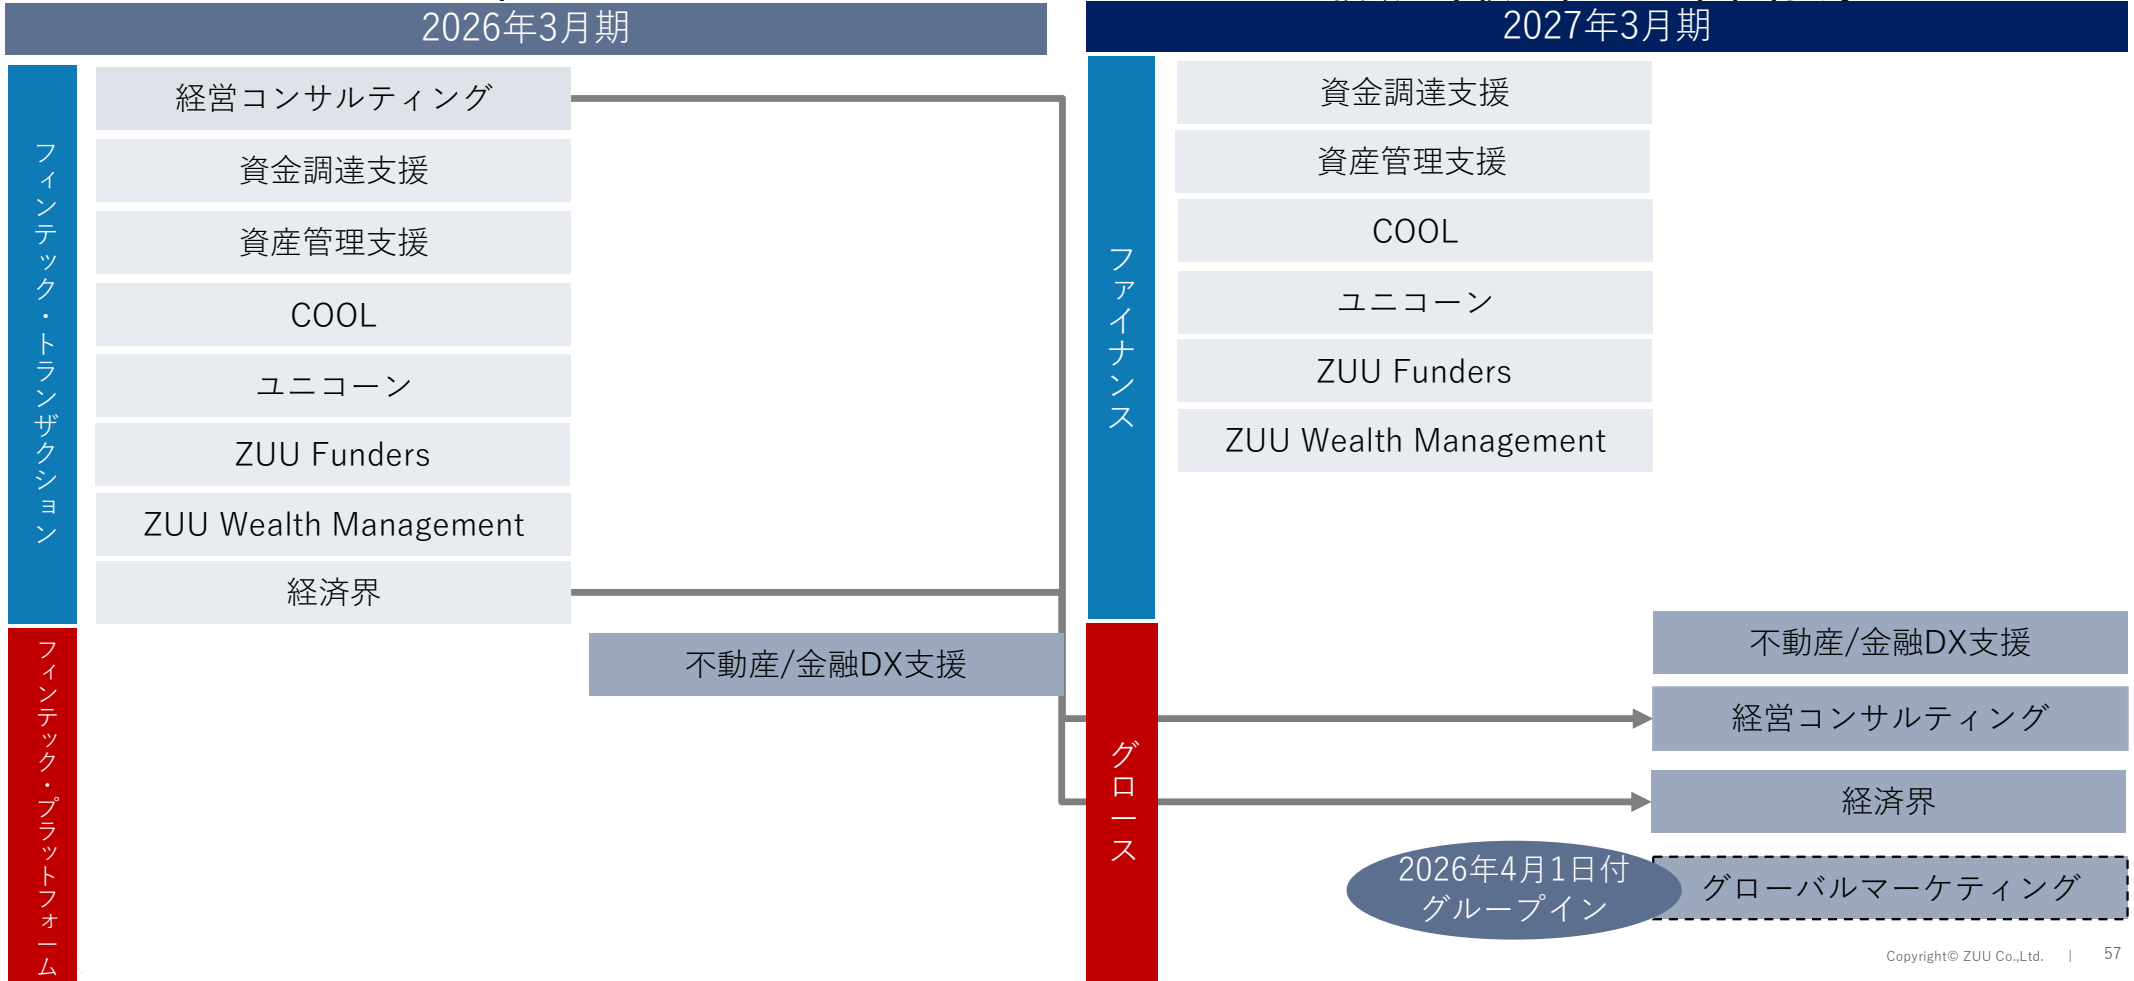 2026年3月期
フィンテック・トランザクション
経営コンサルティング
資金調達支援
資産管理支援
COOL
ユニコーン
ZUU Funders
ZUU Wealth Management
経済界
フィンテック・プラットフォーム
不動産/金融DX支援
2027年3月期
ファイナンス
資金調達支援
資産管理支援
COOL
ユニコーン
ZUU Funders
ZUU Wealth Management
グロース
不動産/金融DX支援
経営コンサルティング
経済界
2026年4月1日付
グループイン
グローバルマーケティング
Copyright© ZUU Co.,Ltd. | 57